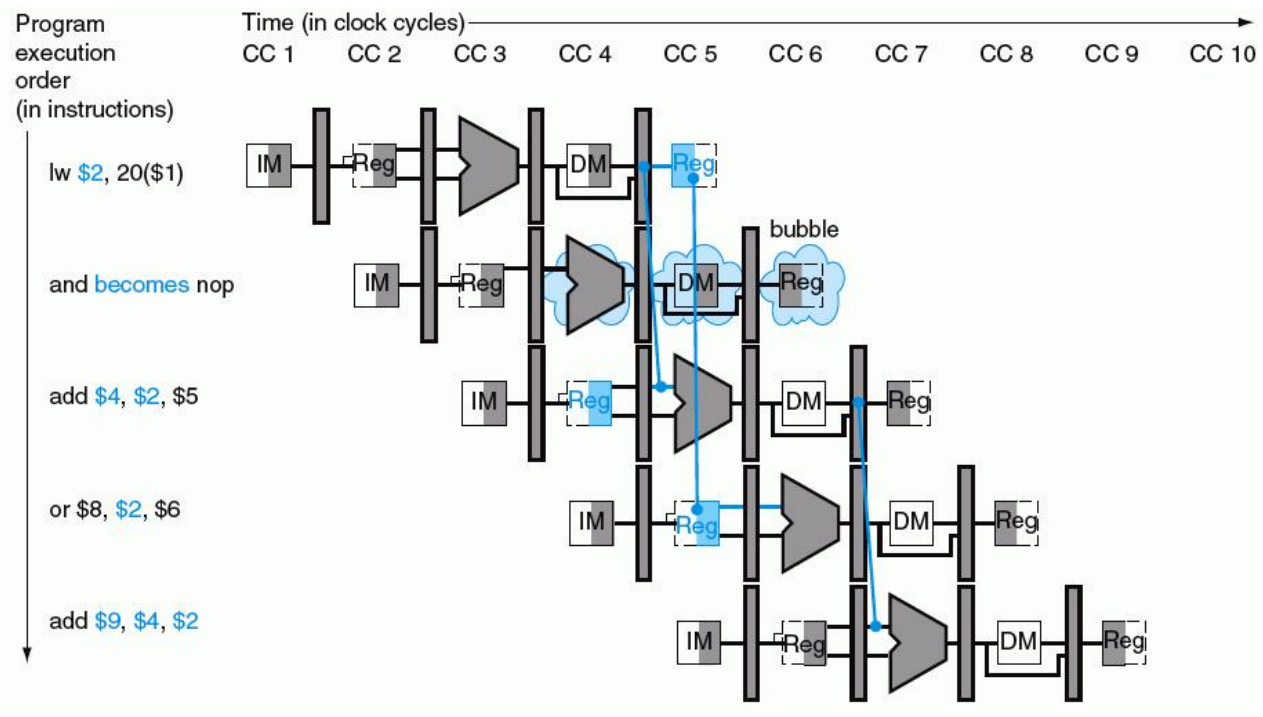 Program
execution
order
(in instructions)
Time (in clock cycles)
CC 1 CC 2 CC 3 CC 4 CC 5 CC 6 CC 7 CC 8 CC 9 CC 10
lw $2, 20($1)
IM Reg DM Reg
bubble
and becomes nop
IM Reg DM Reg
add $4, $2, $5
IM Reg DM Reg
or $8, $2, $6
IM Reg DM Reg
add $9, $4, $2
IM Reg DM Reg